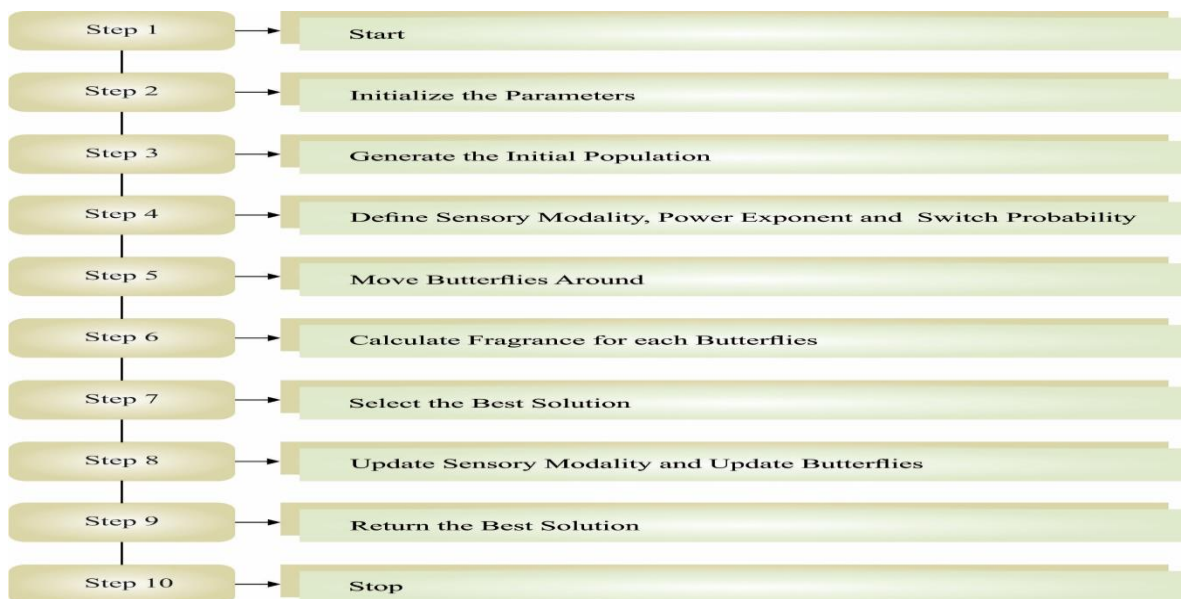 Step 1 Start
Step 2 Initialize the Parameters
Step 3 Generate the Initial Population
Step 4 Define Sensory Modality, Power Exponent and Switch Probability
Step 5 Move Butterflies Around
Step 6 Calculate Fragrance for each Butterflies
Step 7 Select the Best Solution
Step 8 Update Sensory Modality and Update Butterflies
Step 9 Return the Best Solution
Step 10 Stop